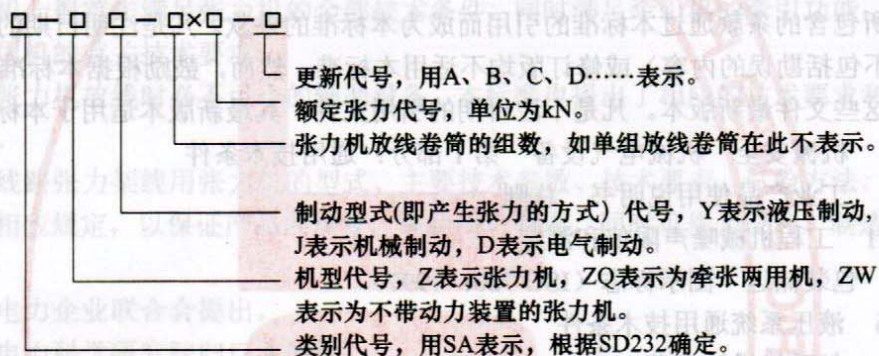 □—□ □—□×□—□
更新代号，用A、B、C、D……表示。
额定张力代号，单位为kN。
张力机放线卷筒的组数，如单组放线卷筒在此不表示。
制动型式(即产生张力的方式）代号，Y表示液压制动，
J表示机械制动，D表示电气制动。
机型代号，Z表示张力机，ZQ表示为牵张两用机，ZW
表示为不带动力装置的张力机。
类别代号，用SA表示，根据SD232确定。